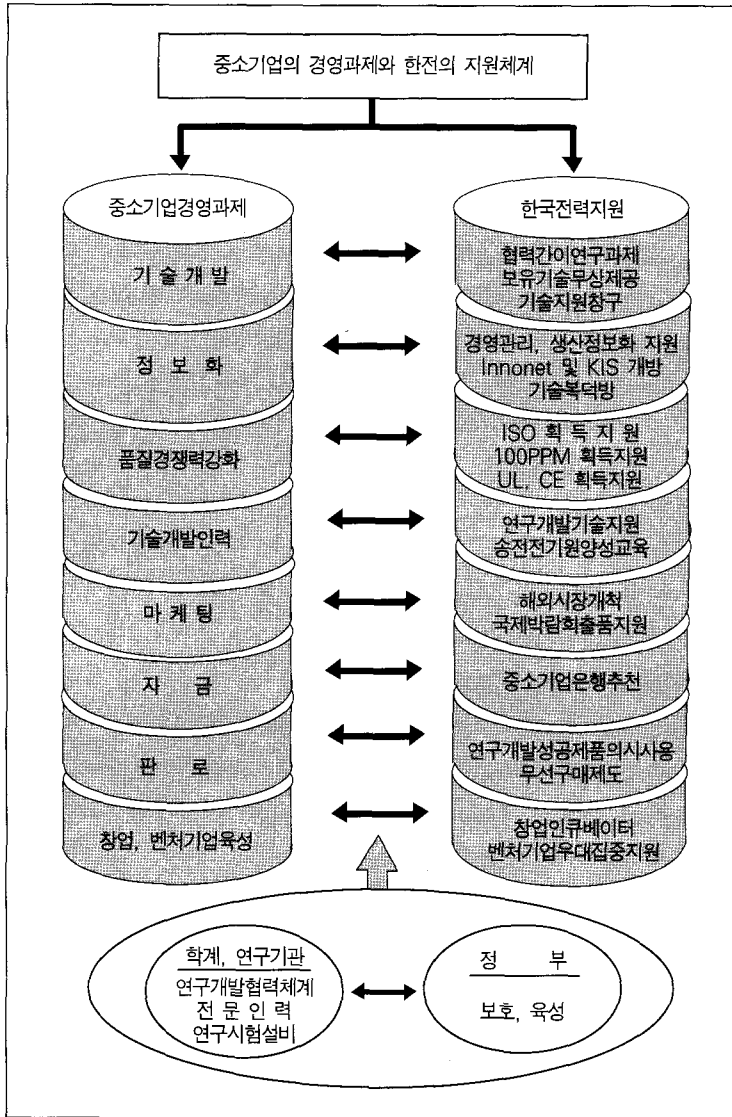 중소기업의 경영과제와 한전의 지원체계
중소기업경영과제
기 술 개 발
정 보 화
품질경쟁력강화
기술개발인력
마 케 팅
자 금
판 로
창업, 벤처기업육성
한국전력지원
협력간이연구과제
보유기술무상제공
기술지원창구
경영관리, 생산정보화 지원
Innonet 및 KIS 개방
기술복덕방
ISO 획 득 지 원
100PPM 획득지원
UL, CE 획득지원
연구개발기술지원
송전전기원양성교육
해외시장개척
국제박람회출품지원
중소기업은행추천
연구개발성공제품의시사용
우선구매제도
창업인큐베이터
벤처기업우대집중지원
학계, 연구기관
연구개발협력체계
전 문 인 력
연구시험설비
정 부
보호, 육성